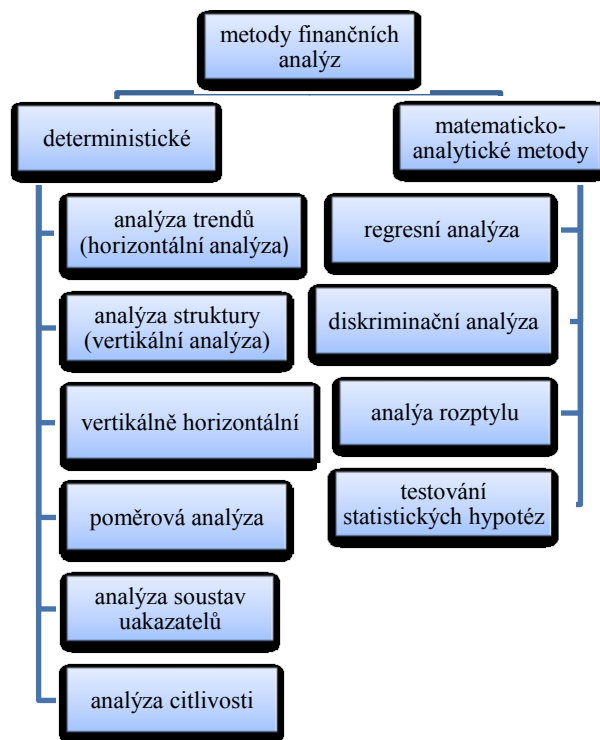 metody finančních
analýz
deterministické
matematicko-
analytické metody
analýza trendů
(horizontální analýza)
analýza struktury
(vertikální analýza)
vertikálně horizontální
poměrová analýza
analýza soustav
uakazatelů
analýza citlivosti
regresní analýza
diskriminační analýza
analýa rozptylu
testování
statistických hypotéz